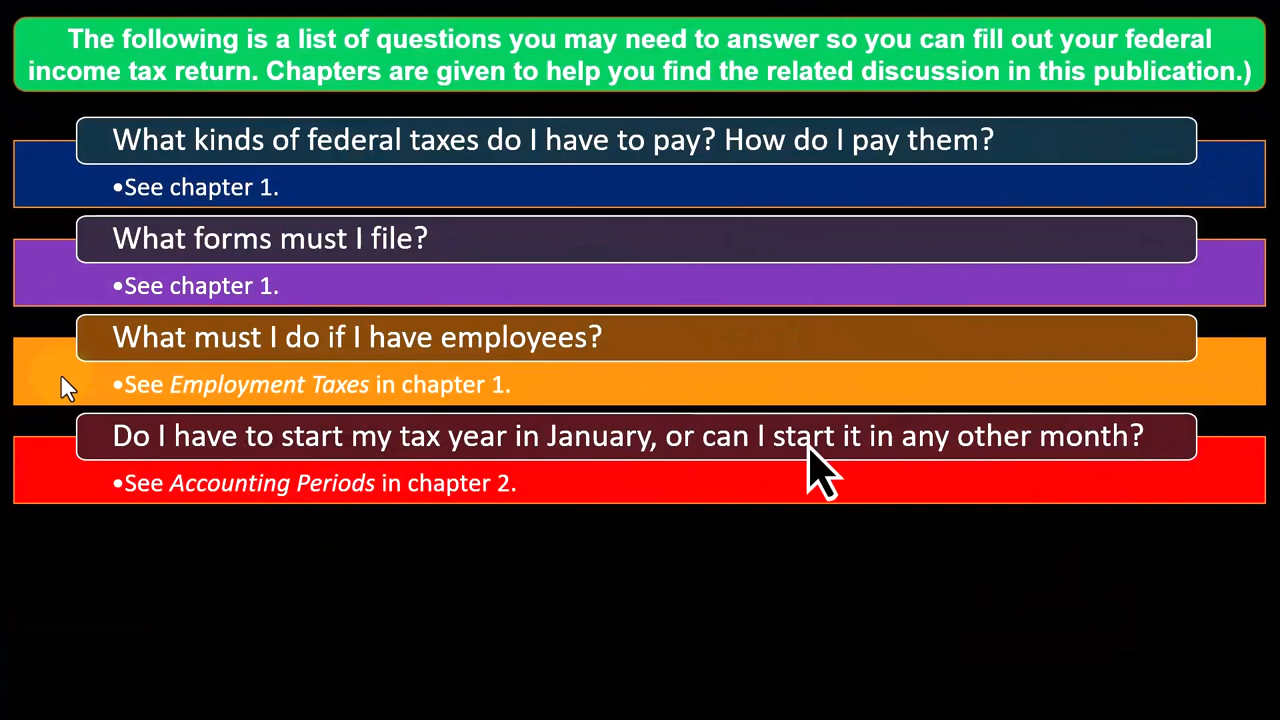 The following is a list of questions you may need to answer so you can fill out your federal
income tax return. Chapters are given to help you find the related discussion in this publication.)
What kinds of federal taxes do I have to pay? How do I pay them?
•See chapter 1.
What forms must I file?
•See chapter 1.
What must I do if I have employees?
•See Employment Taxes in chapter 1.
Do I have to start my tax year in January, or can I start it in any other month?
•See Accounting Periods in chapter 2.